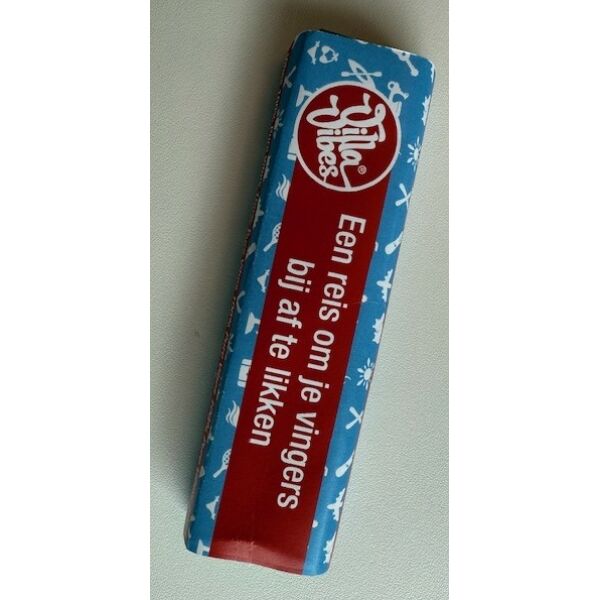 Villa
Vibes®
Een reis om je vingers
bij af te likken